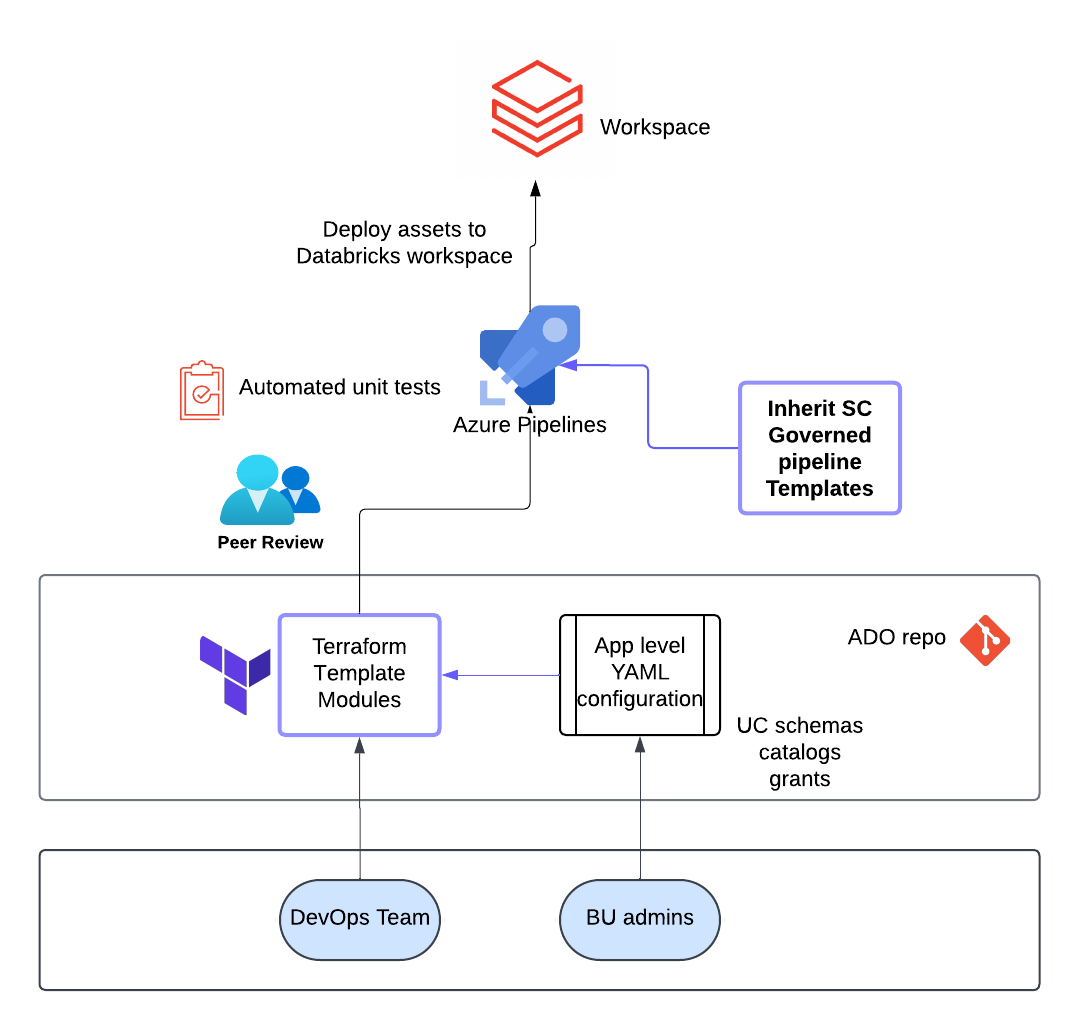 Workspace
Deploy assets to
Databricks workspace
Automated unit tests
Azure Pipelines
Inherit SC
Governed
pipeline
Templates
Peer Review
Terraform
Template
Modules
App level
YAML
configuration
ADO repo
UC schemas
catalogs
grants
DevOps Team
BU admins